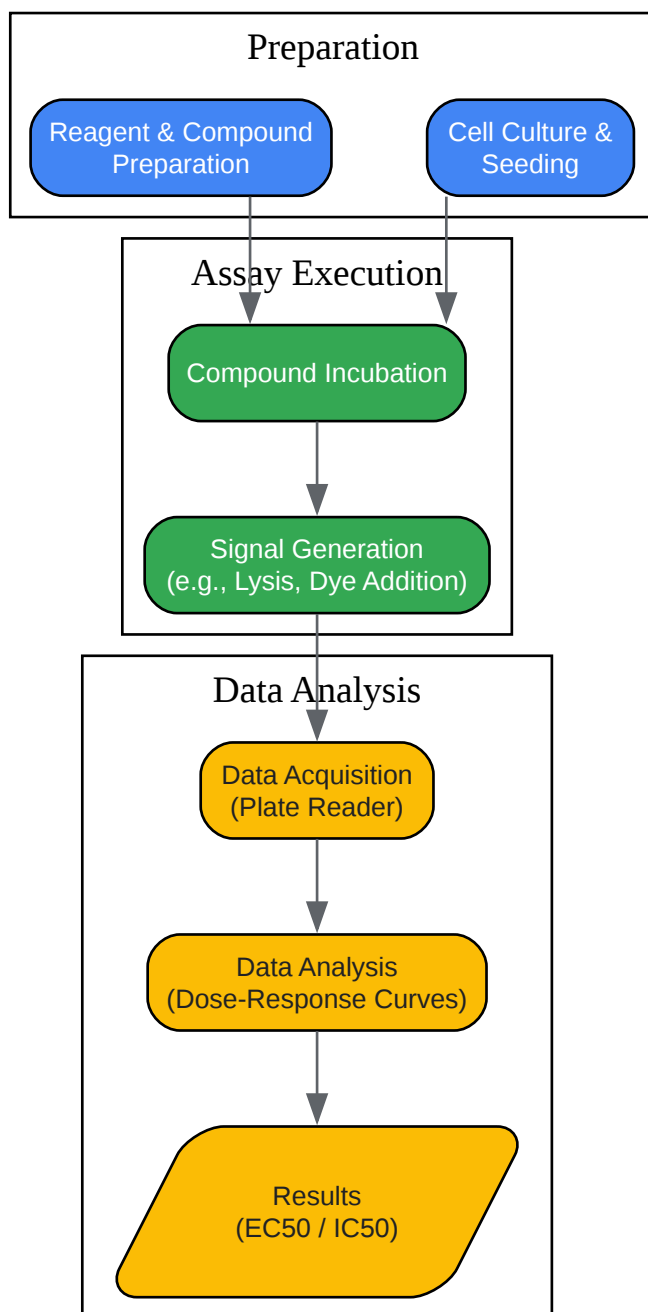 Preparation
Reagent & Compound
Preparation
Cell Culture &
Seeding
Assay Execution
Compound Incubation
Signal Generation
(e.g., Lysis, Dye Addition)
Data Analysis
Data Acquisition
(Plate Reader)
Data Analysis
(Dose-Response Curves)
Results
(EC50 / IC50)